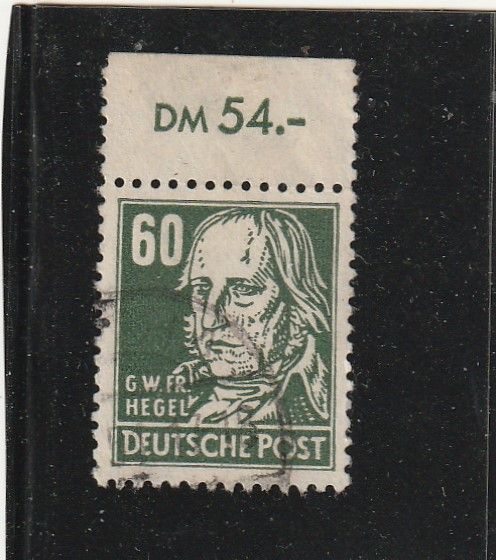 DM 54.-
60
G.W.FR.
HEGEL
DEUTSCHE POST